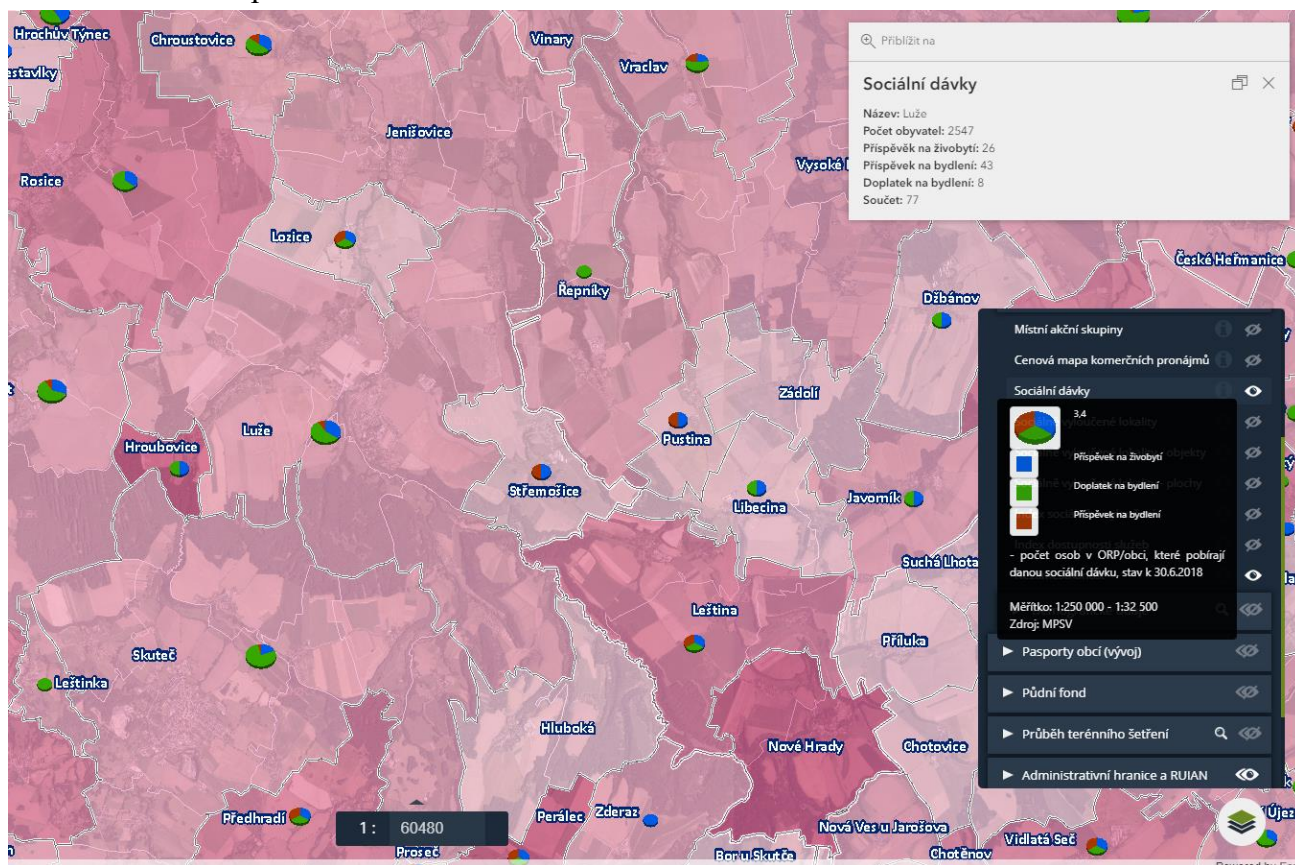 Hrochův Týnec
Chroustovice
Vinary
Vraclav
Jenišovice
Rosice
Lozice
Řepníky
Džbánov
České Heřmanice
Zádolí
Pustina
Luže
Hroubovice
Střemošice
Libecina
Javorník
Suchá Lhota
Leština
Příluka
Skuteč
Leštinka
Hluboká
Nové Hrady
Chotovice
Předhradí
Perálec
Zderaz
Nová Ves u Jarošova
Vidlatá Seč
Proseč
Bor u Skutče
Chotěnov
1 : 60480
Přiblížit na
Sociální dávky
Název: Luže
Počet obyvatel: 2547
Příspěvěk na živobytí: 26
Příspěvek na bydlení: 43
Doplatek na bydlení: 8
Součet: 77
Místní akční skupiny
Cenová mapa komerčních pronájmů
Sociální dávky
3,4
Příspěvek na živobytí
Doplatek na bydlení
Příspěvek na bydlení
- počet osob v ORP/obci, které pobírají
danou sociální dávku, stav k 30.6.2018
Měřítko: 1:250 000 - 1:32 500
Zdroj: MPSV
Pasporty obcí (vývoj)
Půdní fond
Průběh terénního šetření
Administrativní hranice a RUIAN